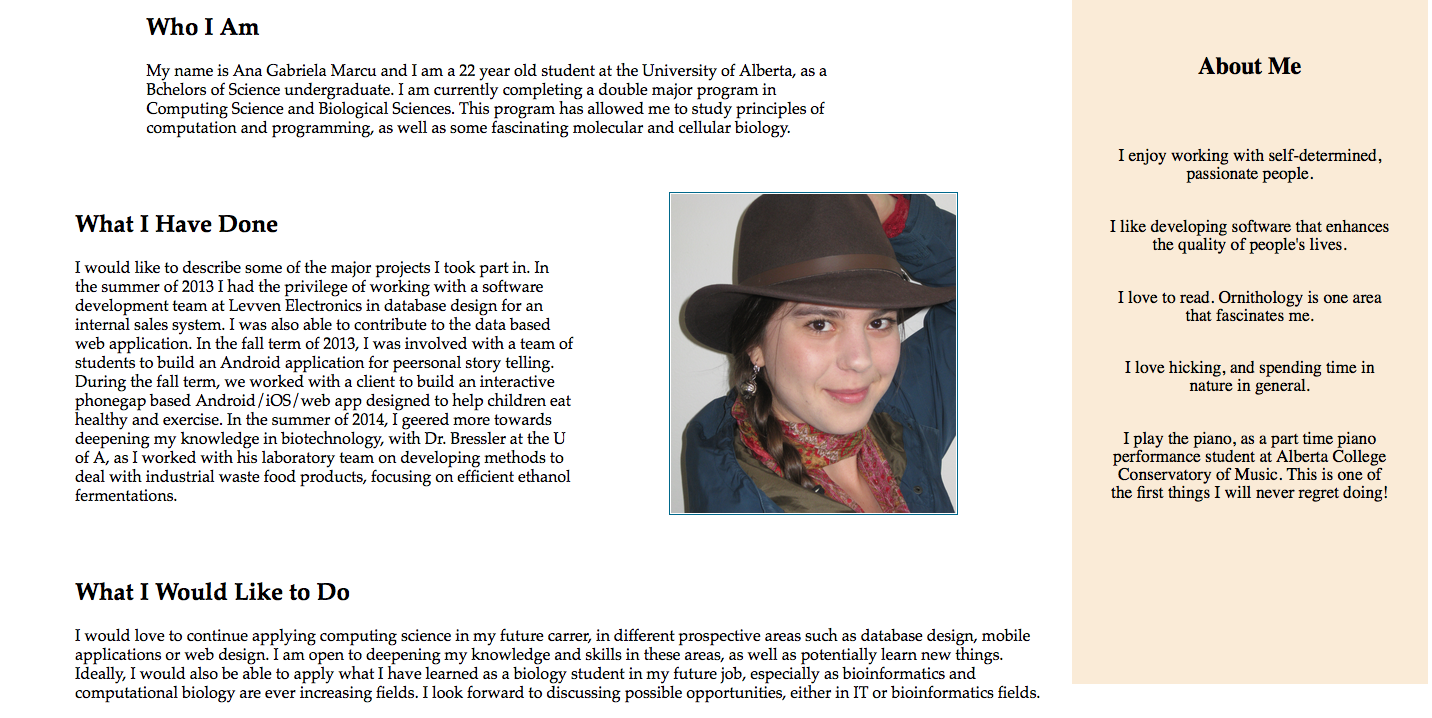 Who I Am
My name is Ana Gabriela Marcu and I am a 22 year old student at the University of Alberta, as a
Bchelors of Science undergraduate. I am currently completing a double major program in
Computing Science and Biological Sciences. This program has allowed me to study principles of
computation and programming, as well as some fascinating molecular and cellular biology.
What I Have Done
I would like to describe some of the major projects I took part in. In
the summer of 2013 I had the privilege of working with a software
development team at Levven Electronics in database design for an
internal sales system. I was also able to contribute to the data based
web application. In the fall term of 2013, I was involved with a team of
students to build an Android application for peersonal story telling.
During the fall term, we worked with a client to build an interactive
phonegap based Android/iOS/web app designed to help children eat
healthy and exercise. In the summer of 2014, I geered more towards
deepening my knowledge in biotechnology, with Dr. Bressler at the U
of A, as I worked with his laboratory team on developing methods to
deal with industrial waste food products, focusing on efficient ethanol
fermentations.
What I Would Like to Do
I would love to continue applying computing science in my future carrer, in different prospective areas such as database design, mobile
applications or web design. I am open to deepening my knowledge and skills in these areas, as well as potentially learn new things.
Ideally, I would also be able to apply what I have learned as a biology student in my future job, especially as bioinformatics and
computational biology are ever increasing fields. I look forward to discussing possible opportunities, either in IT or bioinformatics fields.
About Me
I enjoy working with self-determined,
passionate people.
I like developing software that enhances
the quality of people's lives.
I love to read. Ornithology is one area
that fascinates me.
I love hicking, and spending time in
nature in general.
I play the piano, as a part time piano
performance student at Alberta College
Conservatory of Music. This is one of
the first things I will never regret doing!